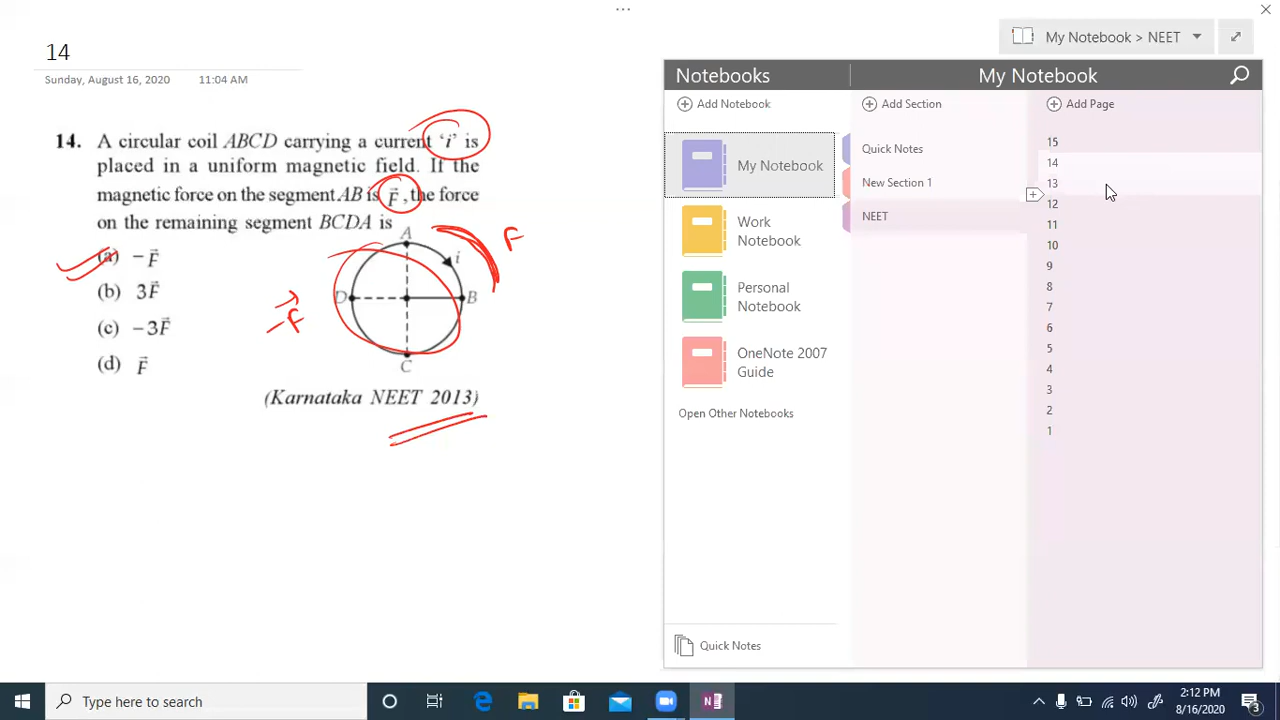 14
Sunday, August 16, 2020 11:04 AM
14. A circular coil ABCD carrying a current 'i' is
placed in a uniform magnetic field. If the
magnetic force on the segment AB is F⃗, the force
on the remaining segment BCDA is
(a) −F⃗
(b) 3F⃗
(c) −3F⃗
(d) F⃗
A
i
F
D
B
−F⃗
C
(Karnataka NEET 2013)
My Notebook > NEET
Notebooks
My Notebook
Add Notebook
Add Section
Add Page
My Notebook
Work
Notebook
Personal
Notebook
OneNote 2007
Guide
Open Other Notebooks
Quick Notes
Quick Notes
New Section 1
NEET
15
14
13
12
11
10
9
8
7
6
5
4
3
2
1
Type here to search
2:12 PM
8/16/2020
3